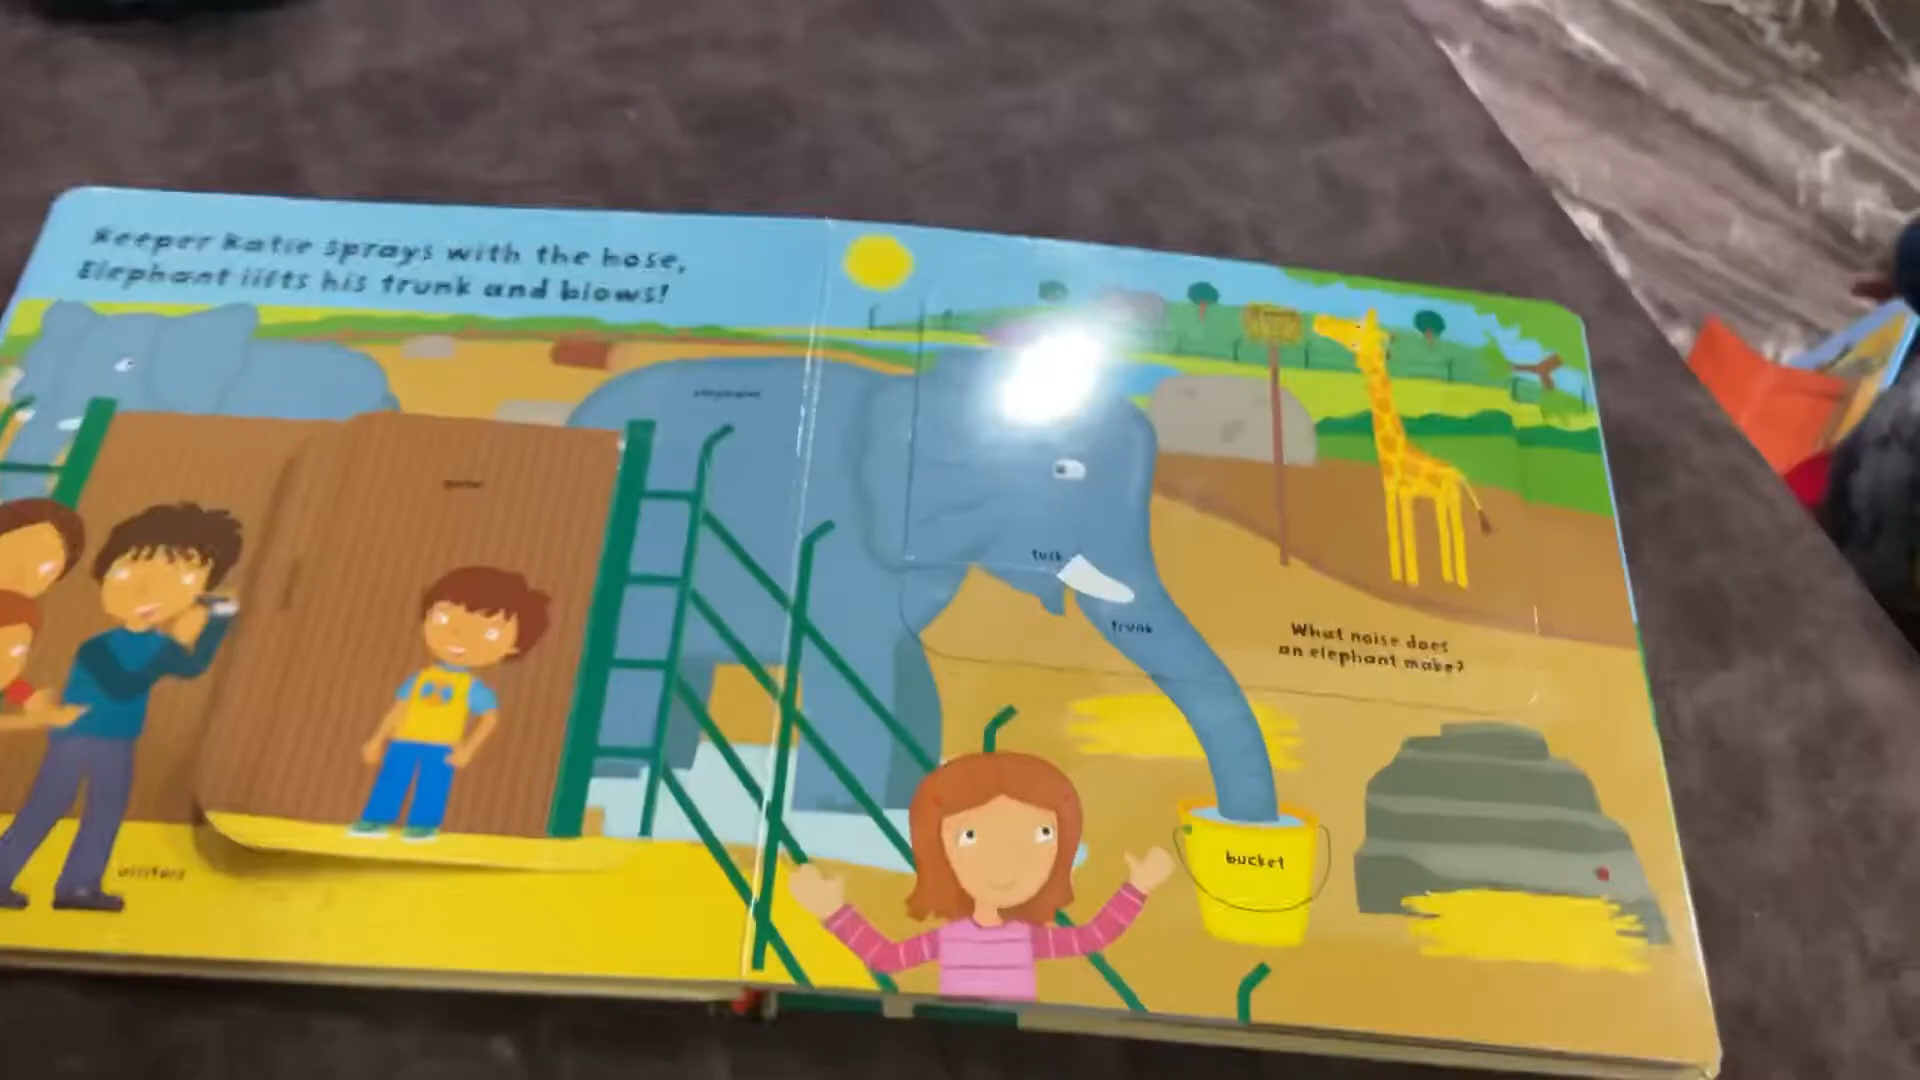 Keeper Katie sprays with the hose,
Elephant lifts his trunk and blows!
elephant
tusk
trunk
What noise does
an elephant make?
bucket
visitors